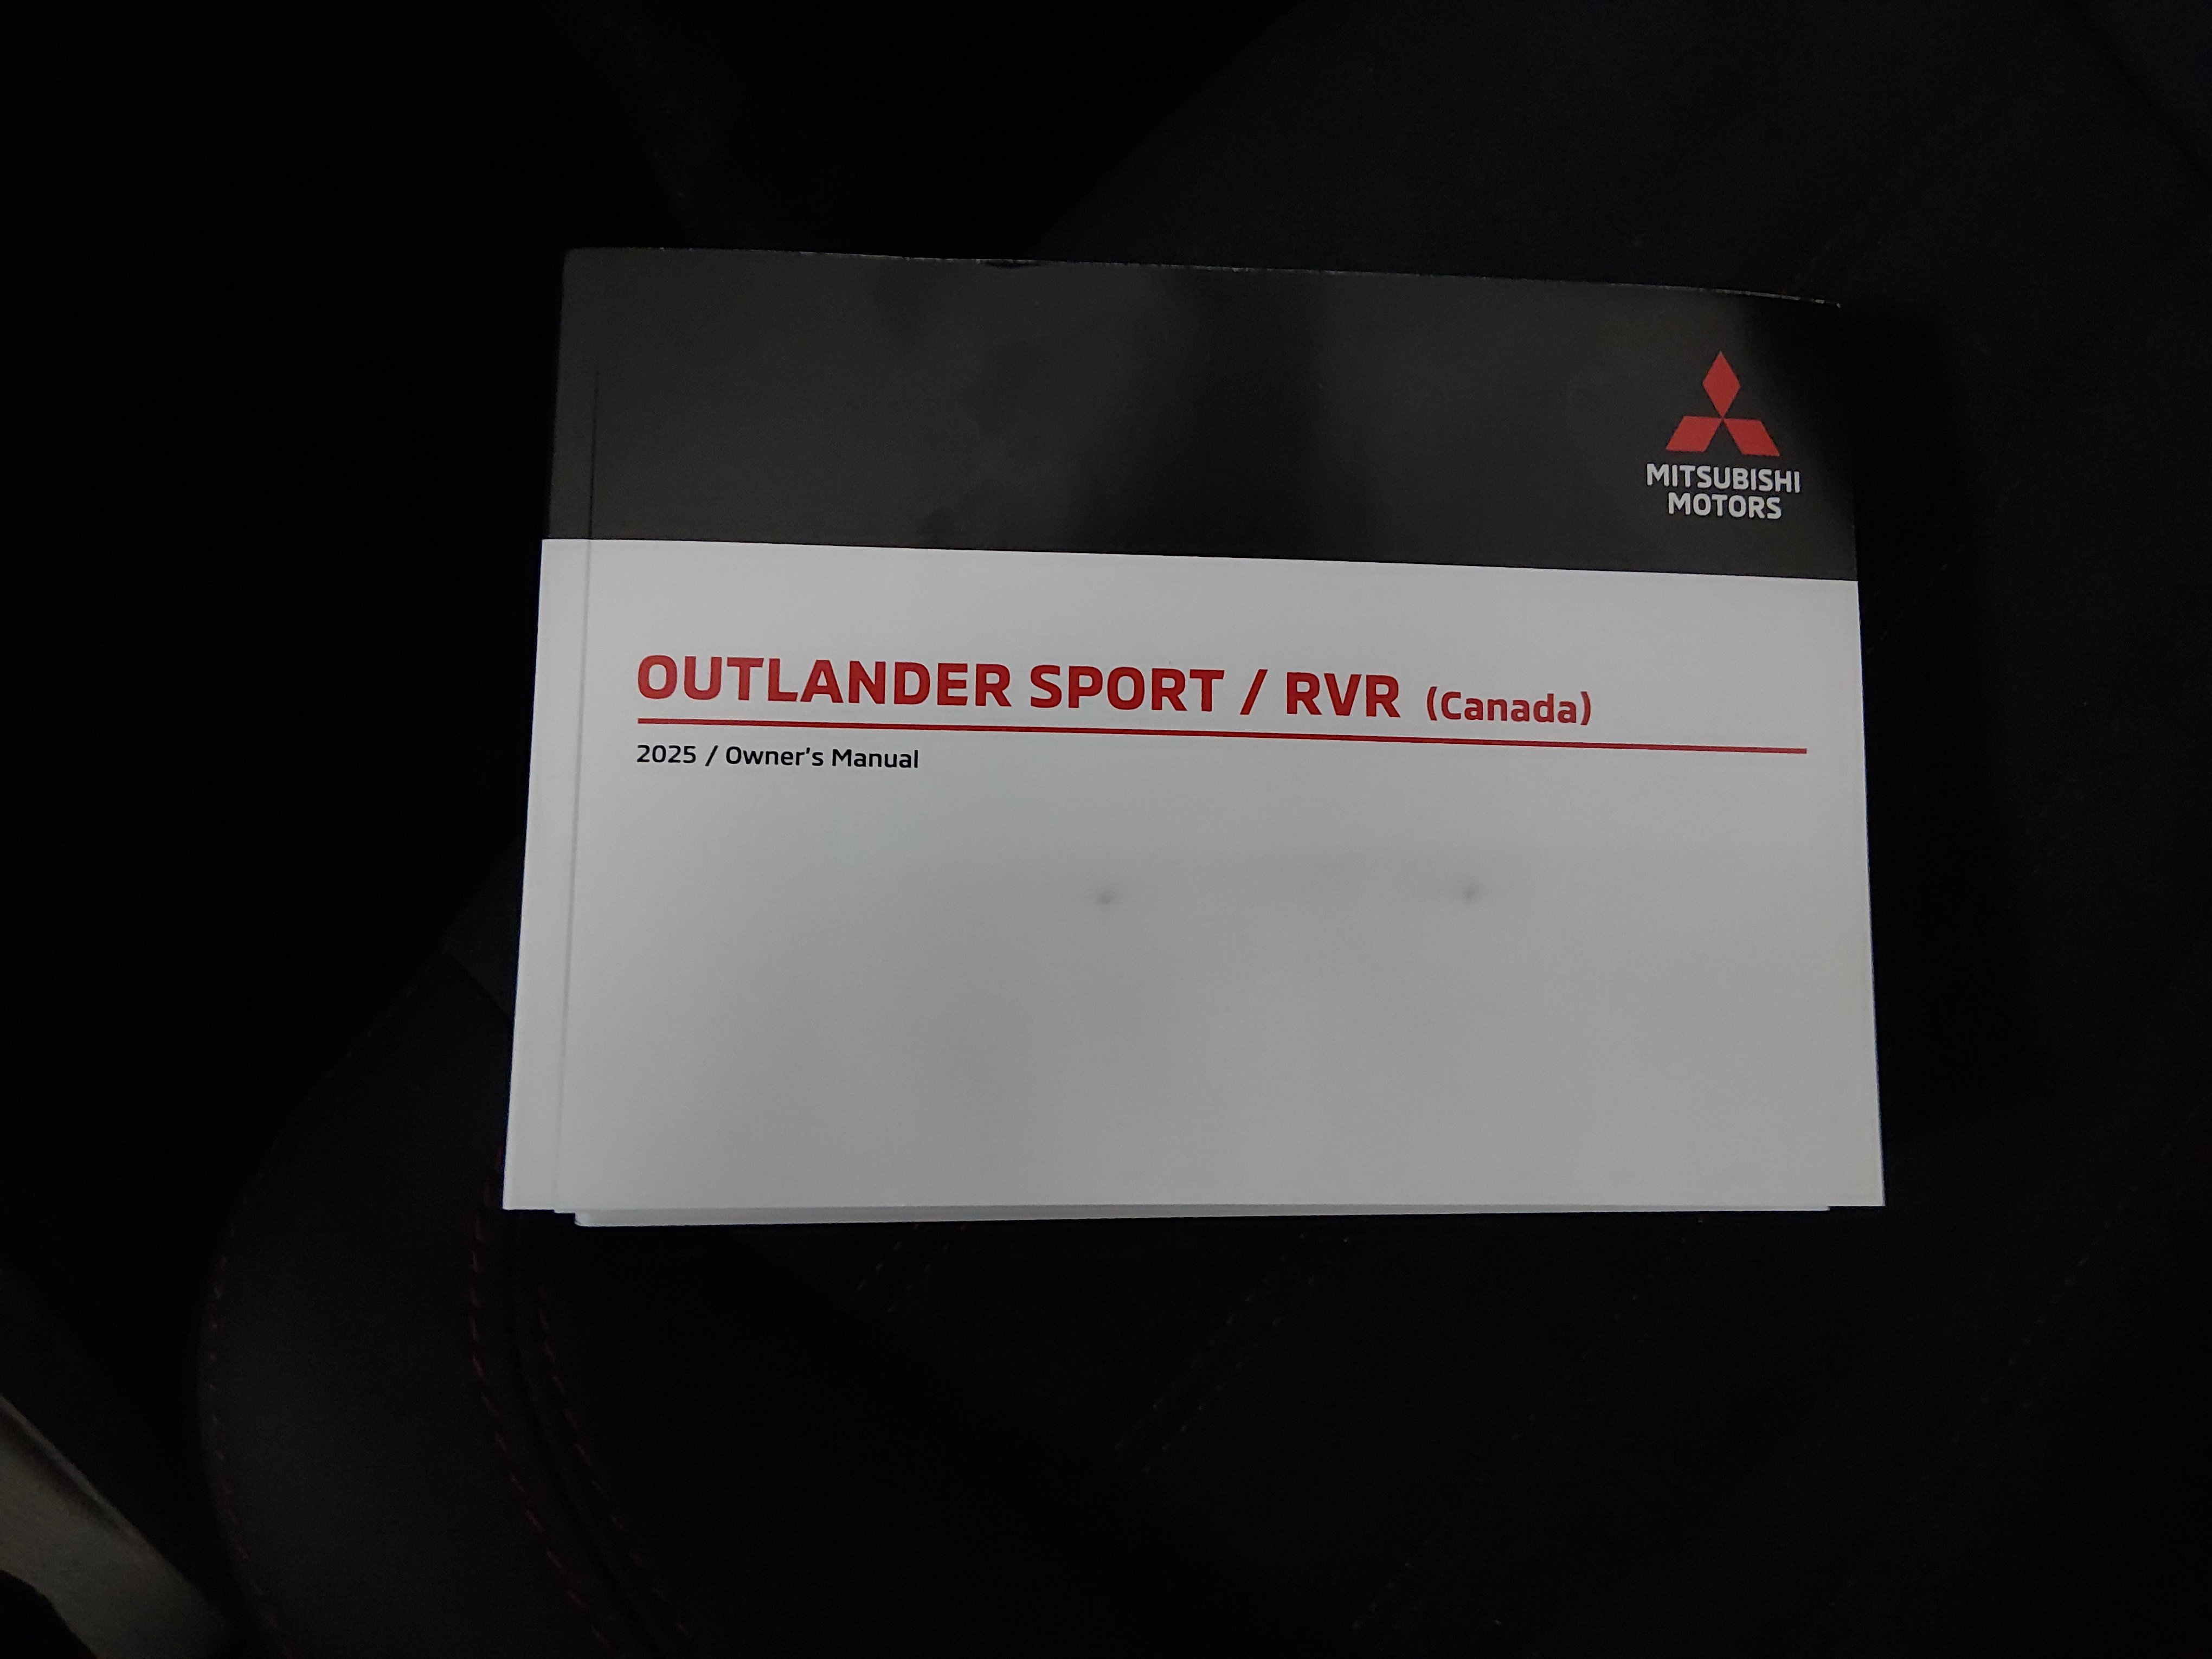 MITSUBISHI
MOTORS
OUTLANDER SPORT / RVR (Canada)
2025 / Owner's Manual